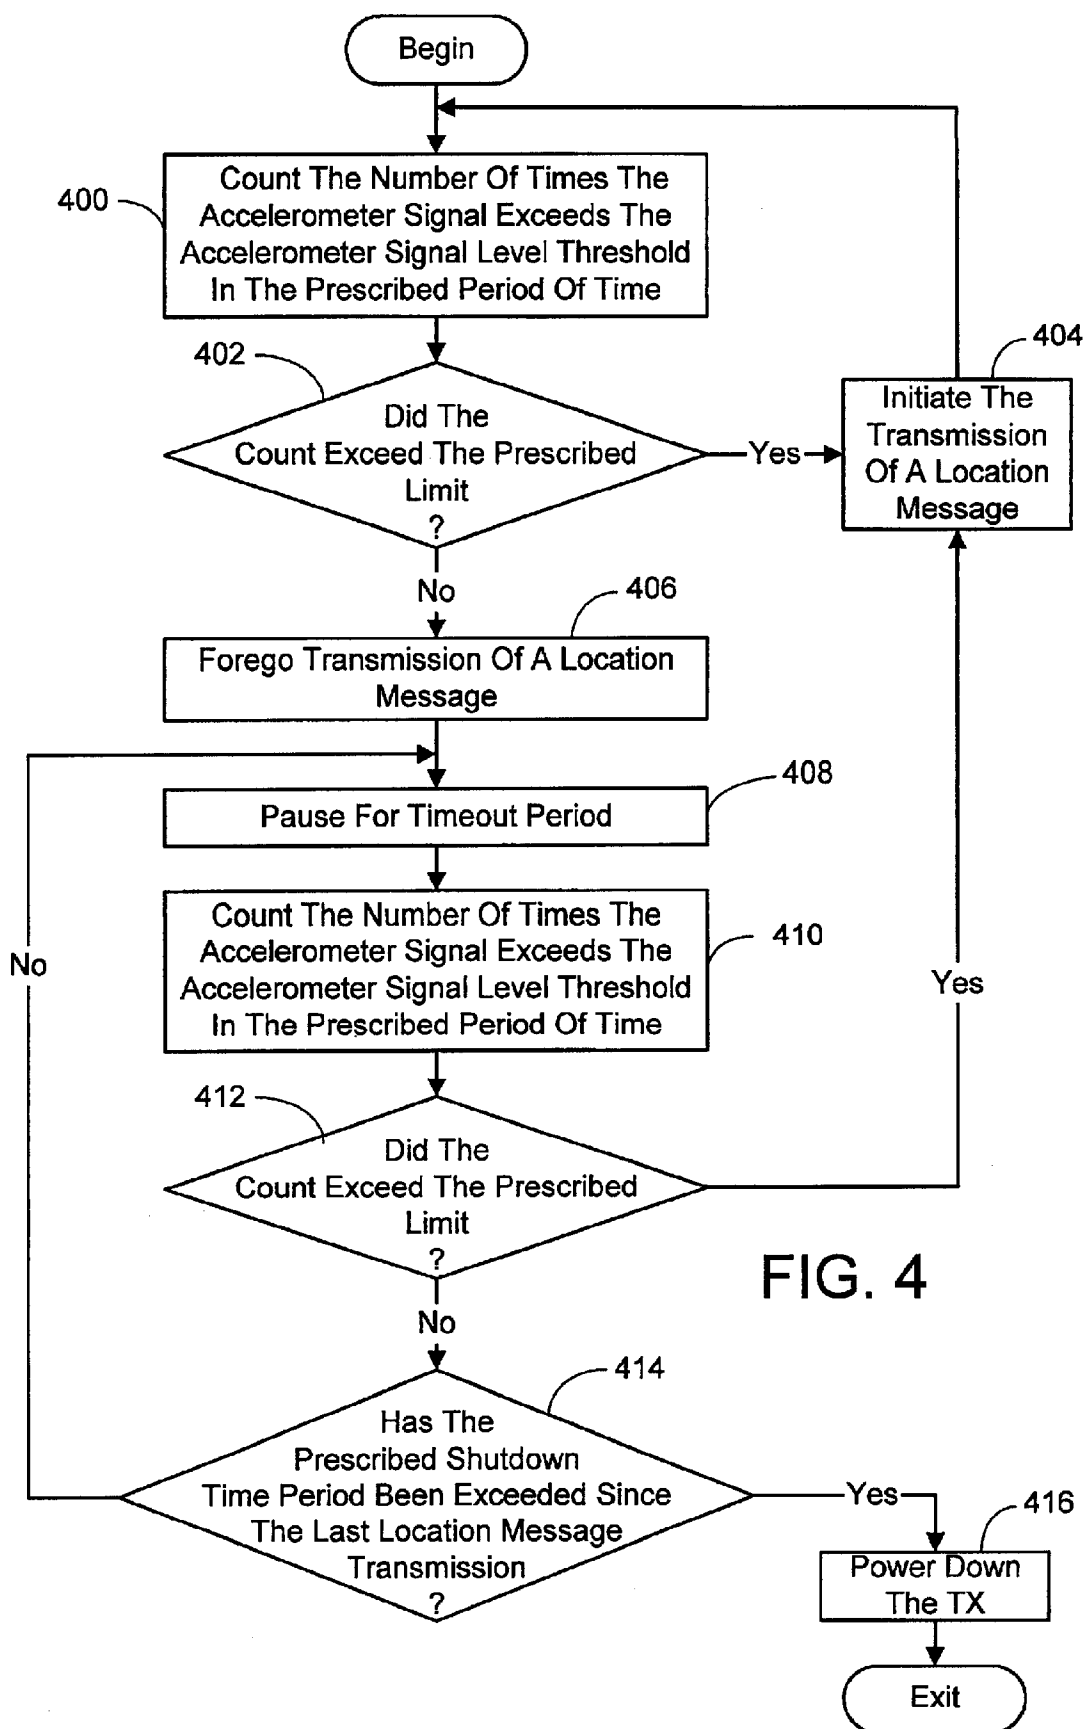 Begin
400
Count The Number Of Times The
Accelerometer Signal Exceeds The
Accelerometer Signal Level Threshold
In The Prescribed Period Of Time
402
Did The
Count Exceed The Prescribed
Limit
?
Yes
404
Initiate The
Transmission
Of A Location
Message
No
406
Forego Transmission Of A Location
Message
408
Pause For Timeout Period
410
Count The Number Of Times The
Accelerometer Signal Exceeds The
Accelerometer Signal Level Threshold
In The Prescribed Period Of Time
No
Yes
412
Did The
Count Exceed The Prescribed
Limit
?
FIG. 4
No
414
Has The
Prescribed Shutdown
Time Period Been Exceeded Since
The Last Location Message
Transmission
?
Yes
416
Power Down
The TX
Exit